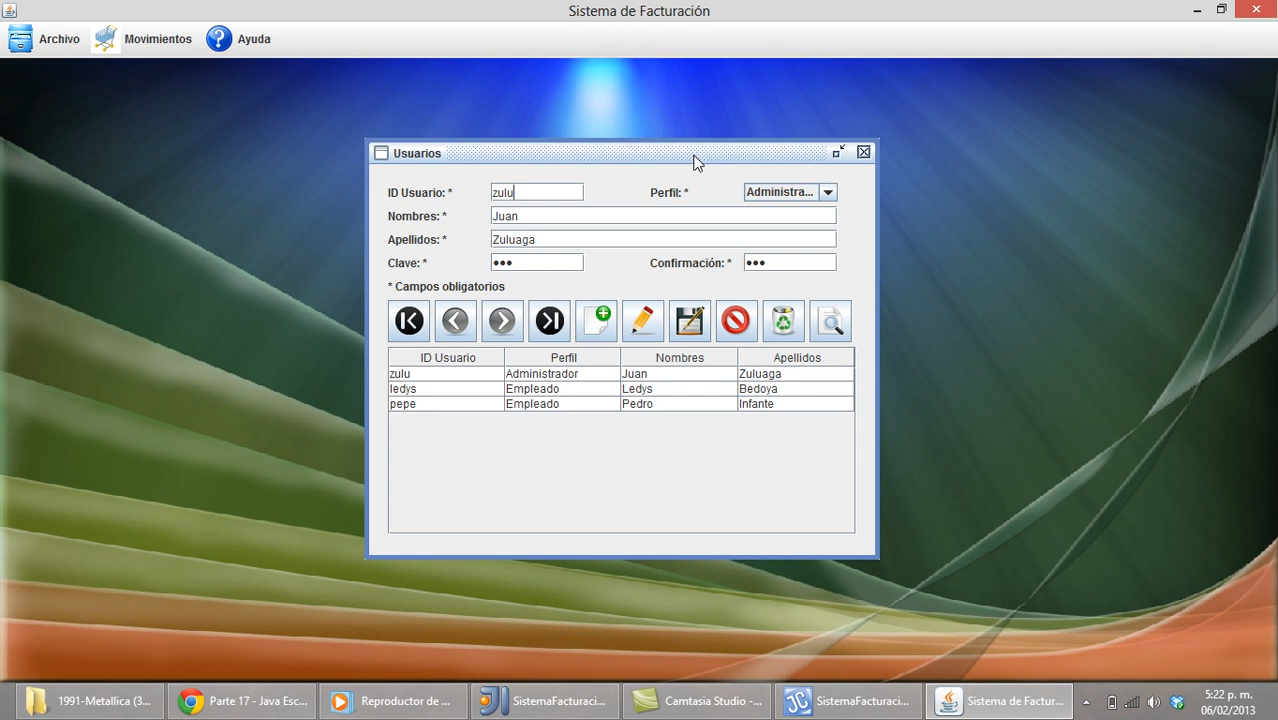 Sistema de Facturación
Archivo Movimientos Ayuda
Usuarios
ID Usuario: * zulu Perfil: * Administra...
Nombres: * Juan
Apellidos: * Zuluaga
Clave: * ••• Confirmación: * •••
* Campos obligatorios
ID Usuario Perfil Nombres Apellidos
zulu Administrador Juan Zuluaga
ledys Empleado Ledys Bedoya
pepe Empleado Pedro Infante
1991-Metallica (3... Parte 17 - Java Esc... Reproductor de ... SistemaFacturaci... Camtasia Studio -... SistemaFacturaci... Sistema de Factur... 5:22 p. m.
06/02/2013